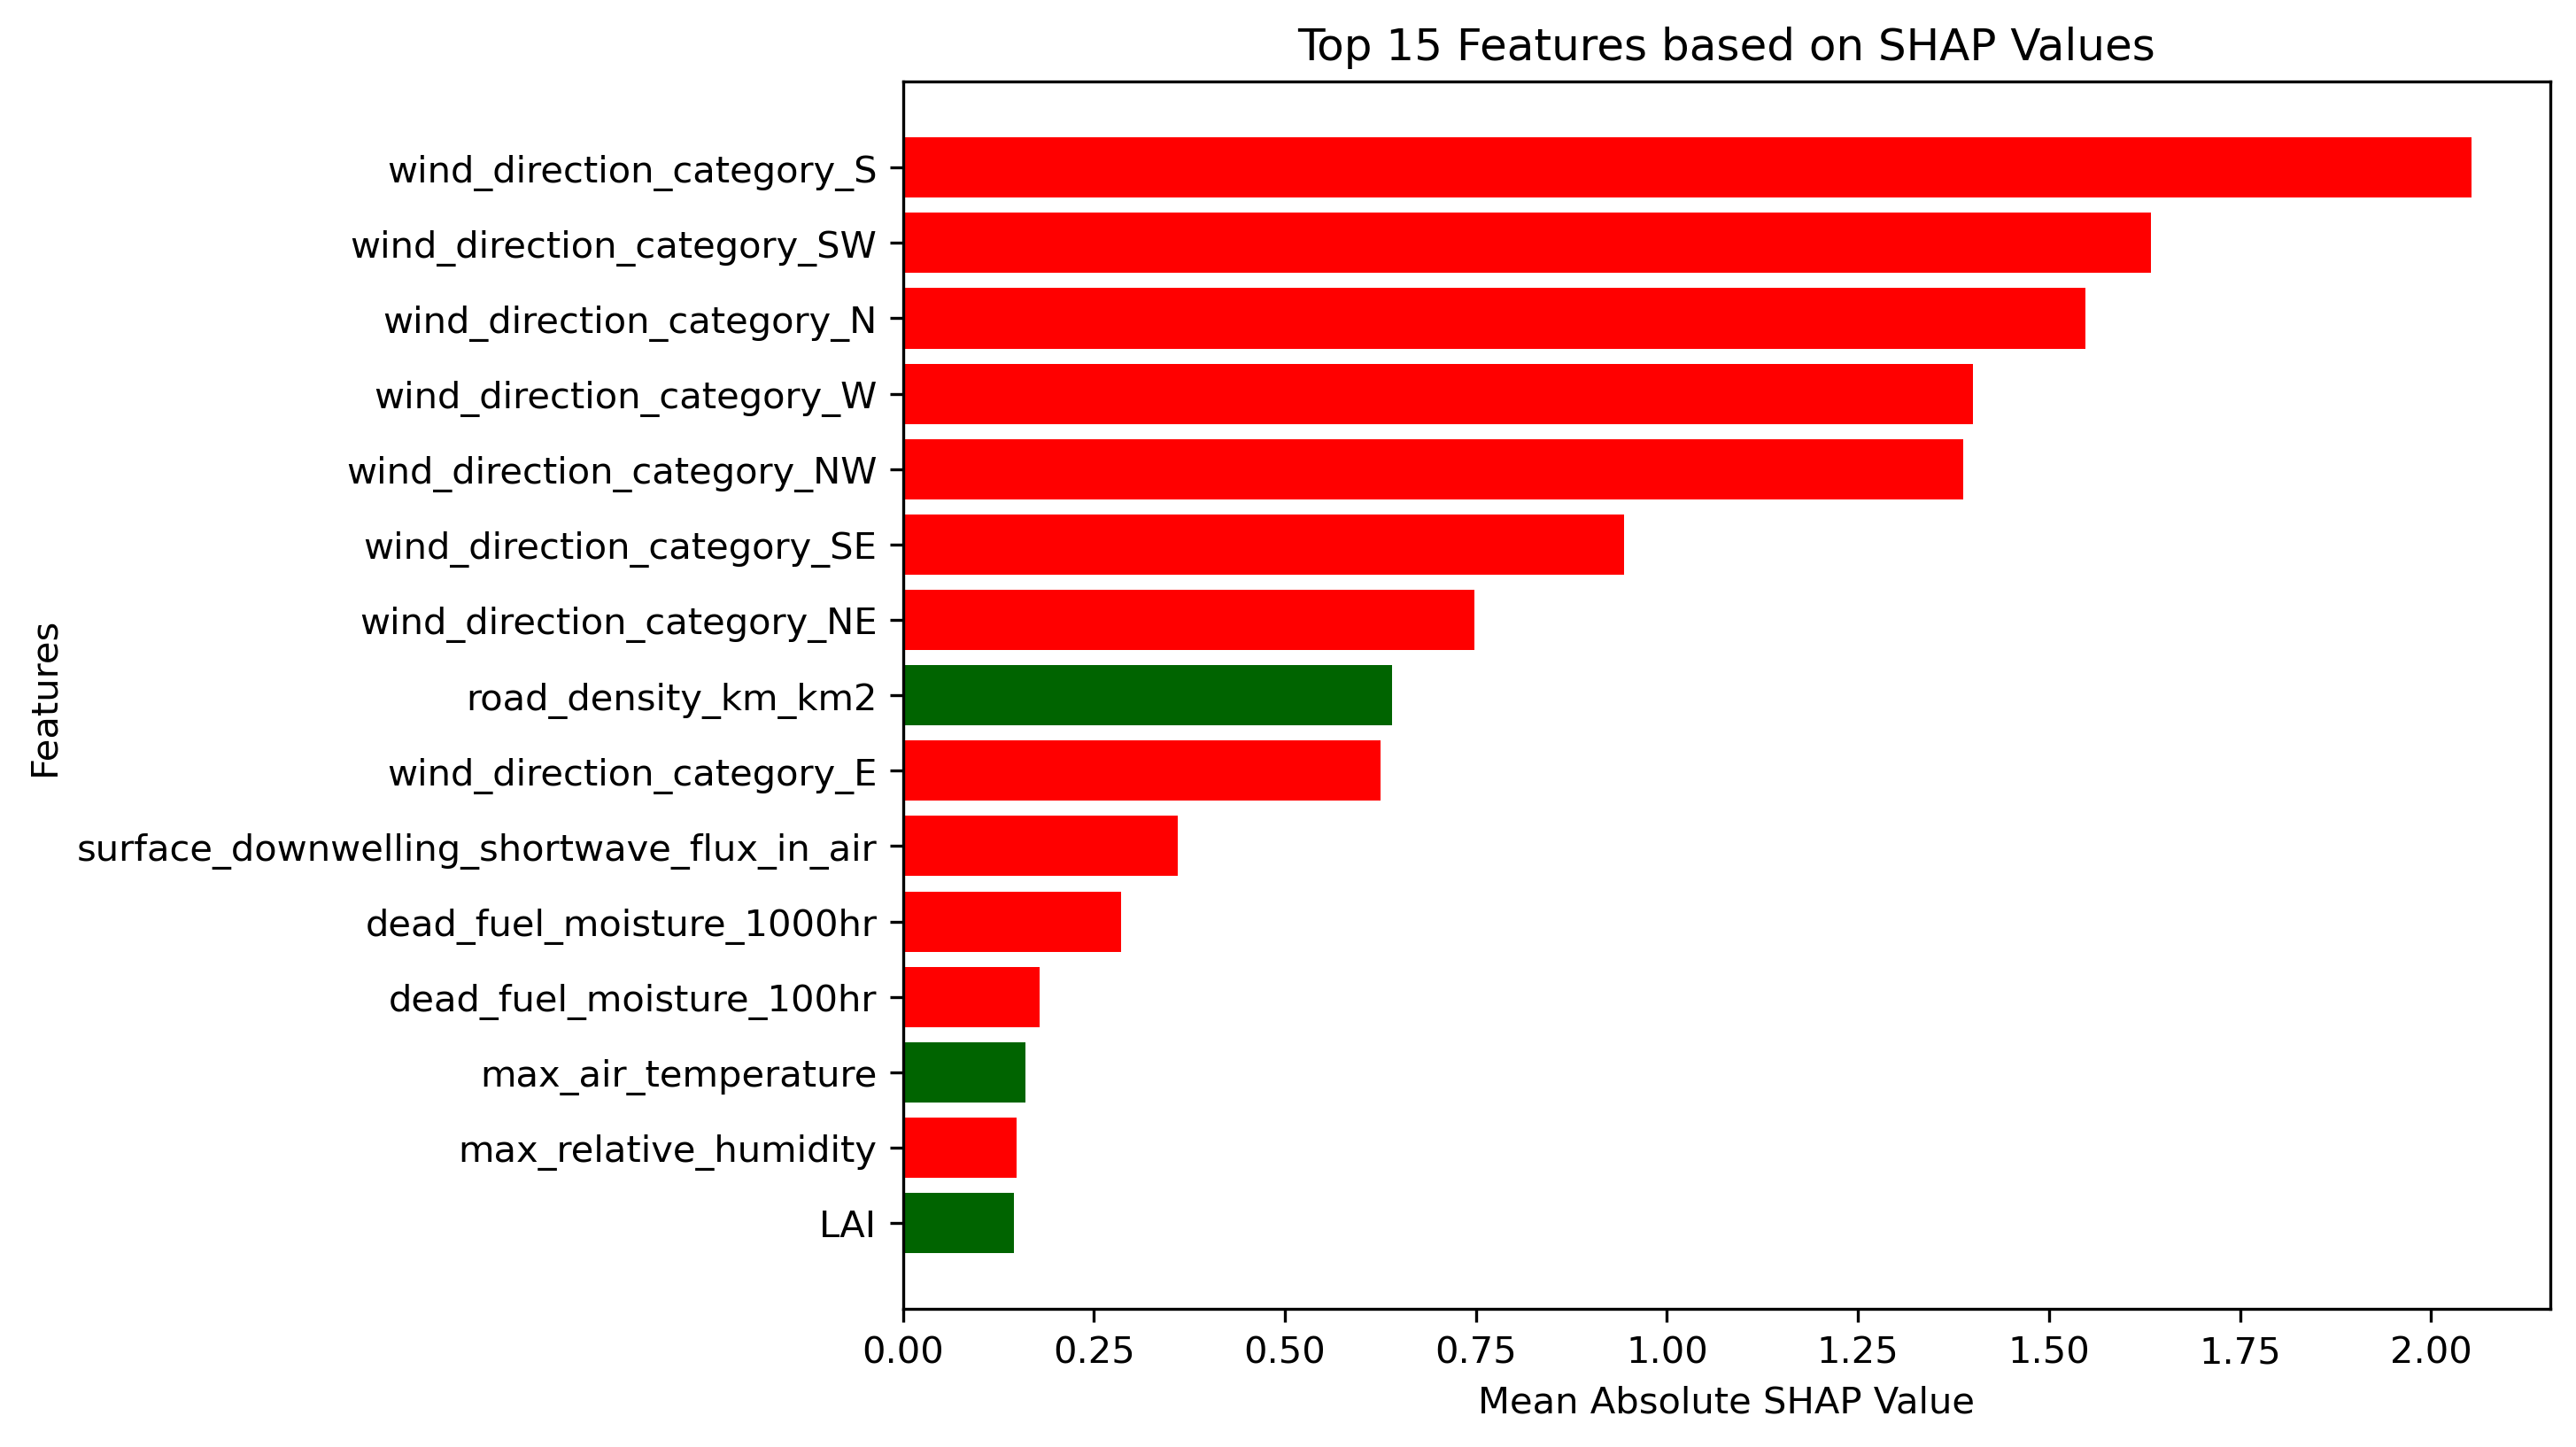 Top 15 Features based on SHAP Values
Features
wind_direction_category_S
wind_direction_category_SW
wind_direction_category_N
wind_direction_category_W
wind_direction_category_NW
wind_direction_category_SE
wind_direction_category_NE
road_density_km_km2
wind_direction_category_E
surface_downwelling_shortwave_flux_in_air
dead_fuel_moisture_1000hr
dead_fuel_moisture_100hr
max_air_temperature
max_relative_humidity
LAI
0.00 0.25 0.50 0.75 1.00 1.25 1.50 1.75 2.00
Mean Absolute SHAP Value